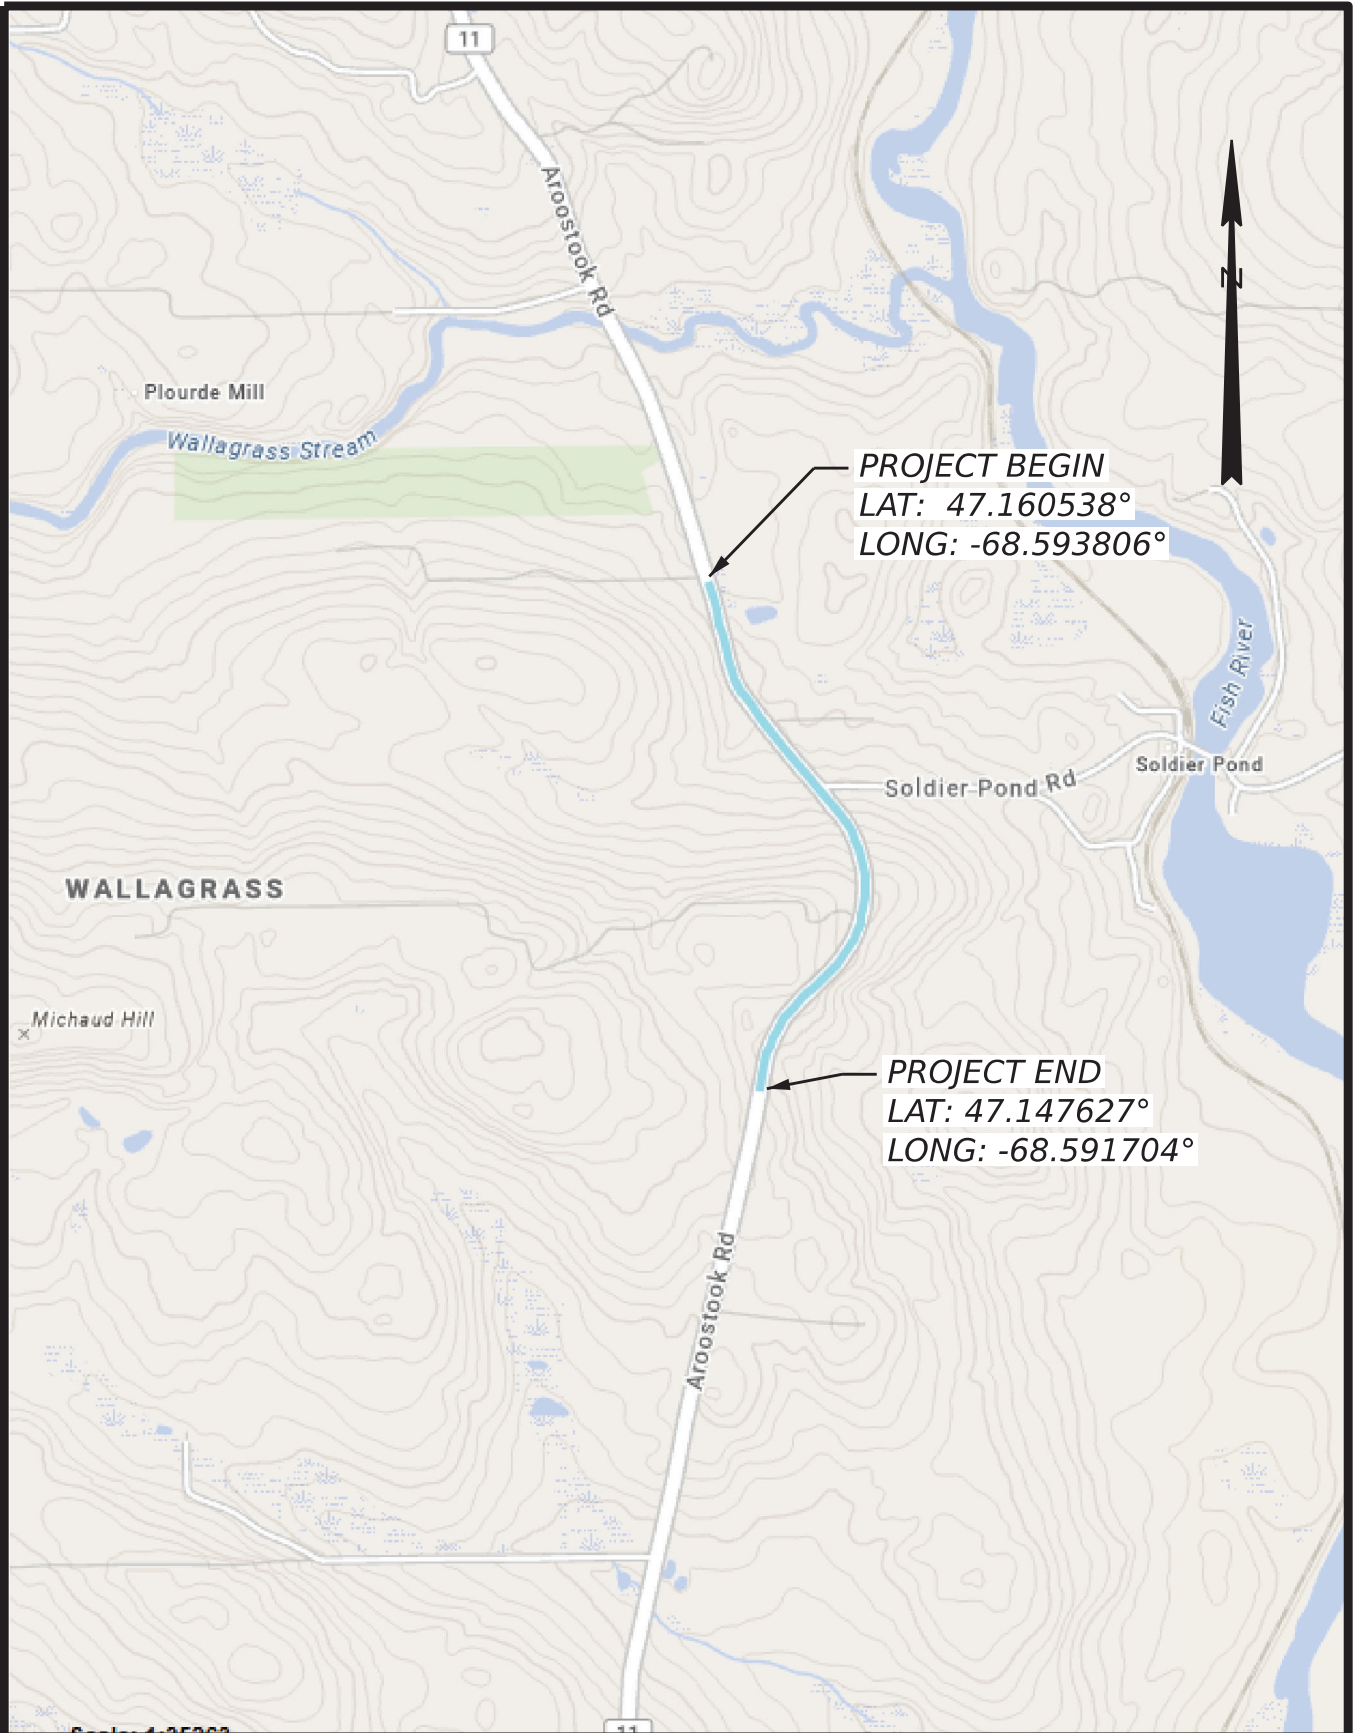 11
Aroostook Rd
N
Plourde Mill
Wallagrass Stream
PROJECT BEGIN
LAT: 47.160538°
LONG: -68.593806°
Fish River
Soldier Pond
Soldier Pond Rd
WALLAGRASS
Michaud Hill
PROJECT END
LAT: 47.147627°
LONG: -68.591704°
Aroostook Rd
11